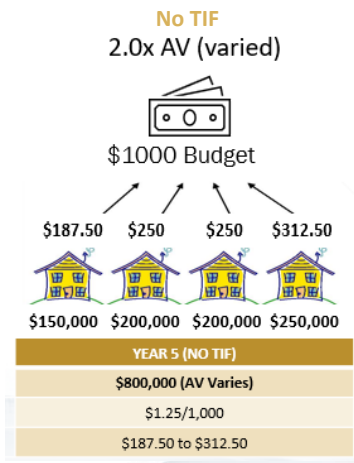 No TIF
2.0x AV (varied)
$1000 Budget
$187.50 $250 $250 $312.50
$150,000 $200,000 $200,000 $250,000
YEAR 5 (NO TIF)
$800,000 (AV Varies)
$1.25/1,000
$187.50 to $312.50